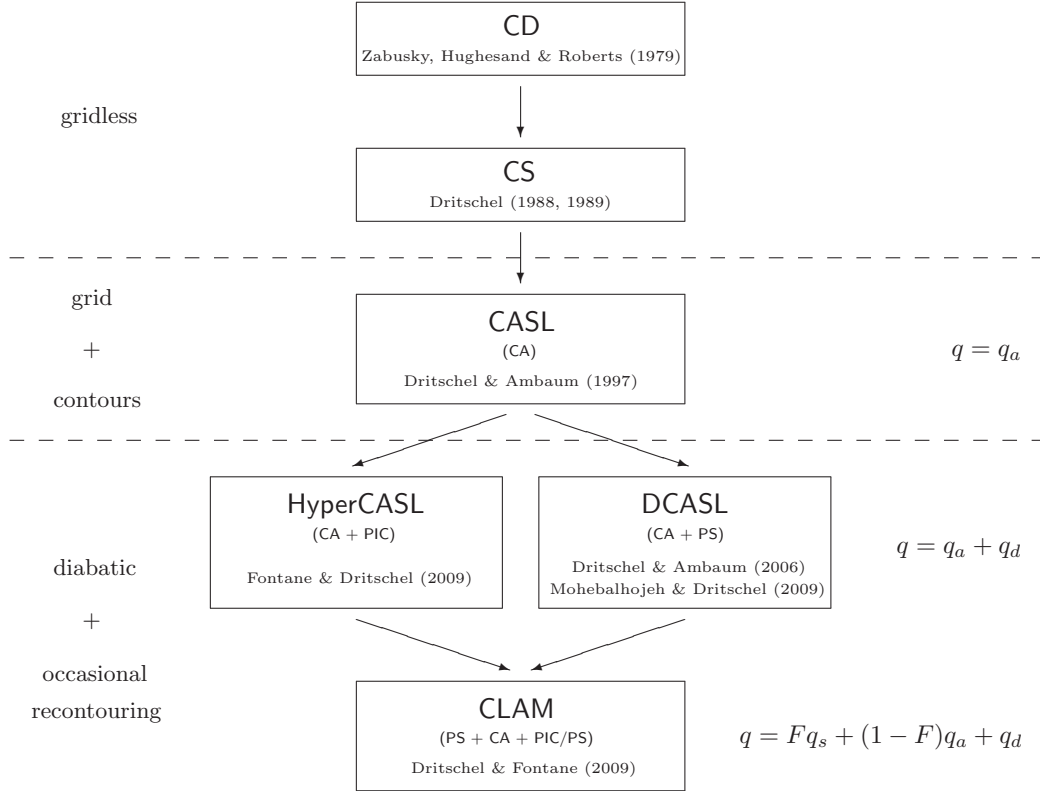 CD
Zabusky, Hughesand & Roberts (1979)
gridless
CS
Dritschel (1988, 1989)
grid
+
contours
CASL
(CA)
Dritschel & Ambaum (1997)
q = q_a
HyperCASL
(CA + PIC)
Fontane & Dritschel (2009)
DCASL
(CA + PS)
Dritschel & Ambaum (2006)
Mohebalhojeh & Dritschel (2009)
q = q_a + q_d
diabatic
+
occasional
recontouring
CLAM
(PS + CA + PIC/PS)
Dritschel & Fontane (2009)
q = Fq_s + (1 − F)q_a + q_d